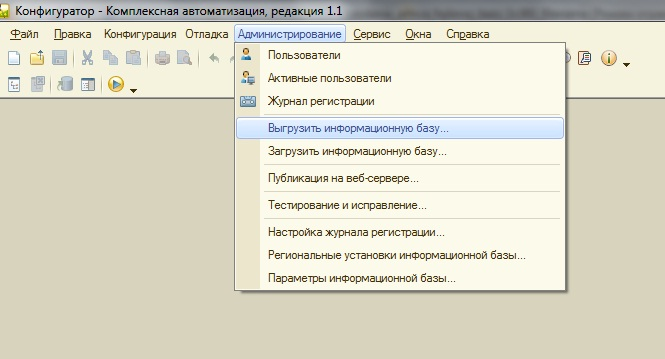 Конфигуратор - Комплексная автоматизация, редакция 1.1
Файл Правка Конфигурация Отладка Администрирование Сервис Окна Справка
Пользователи
Активные пользователи
Журнал регистрации
Выгрузить информационную базу...
Загрузить информационную базу...
Публикация на веб-сервере...
Тестирование и исправление...
Настройка журнала регистрации...
Региональные установки информационной базы...
Параметры информационной базы...